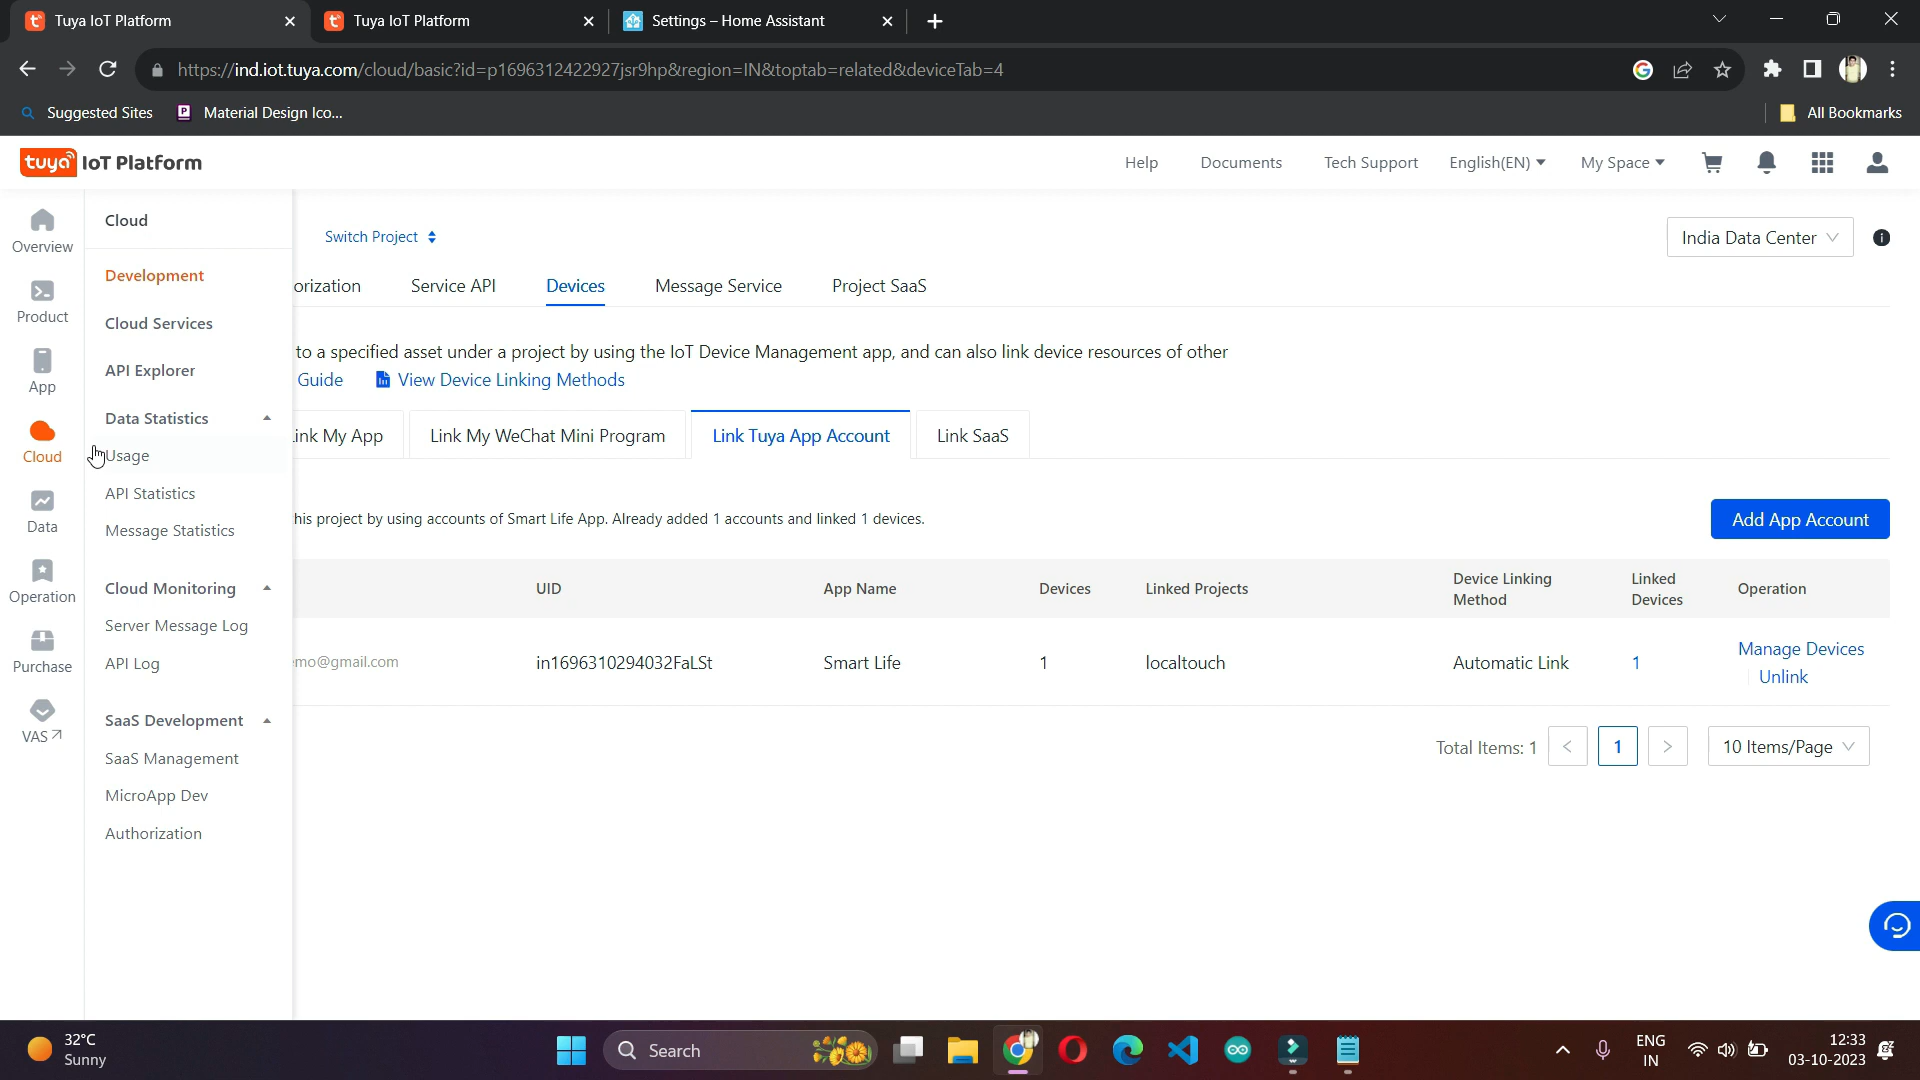 Tuya IoT Platform
Tuya IoT Platform
Settings – Home Assistant
https://ind.iot.tuya.com/cloud/basic?id=p1696312422927jsr9hp&region=IN&toptab=related&deviceTab=4
Suggested Sites
Material Design Ico...
All Bookmarks
tuya IoT Platform
Help
Documents
Tech Support
English(EN)
My Space
Overview
Product
App
Cloud
Data
Operation
Purchase
VAS
Cloud
Development
Cloud Services
API Explorer
Data Statistics
Usage
API Statistics
Message Statistics
Cloud Monitoring
Server Message Log
API Log
SaaS Development
SaaS Management
MicroApp Dev
Authorization
Switch Project
India Data Center
orization
Service API
Devices
Message Service
Project SaaS
to a specified asset under a project by using the IoT Device Management app, and can also link device resources of other
Guide
View Device Linking Methods
ink My App
Link My WeChat Mini Program
Link Tuya App Account
Link SaaS
his project by using accounts of Smart Life App. Already added 1 accounts and linked 1 devices.
Add App Account
UID
App Name
Devices
Linked Projects
Device Linking
Method
Linked
Devices
Operation
mo@gmail.com
in1696310294032FaLSt
Smart Life
1
localtouch
Automatic Link
1
Manage Devices
Unlink
Total Items: 1
1
10 Items/Page
32°C
Sunny
Search
ENG
IN
12:33
03-10-2023